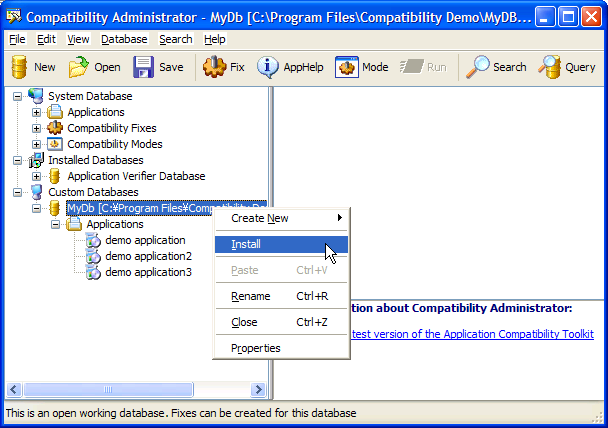 Compatibility Administrator - MyDb [C:\Program Files\Compatibility Demo\MyDB...
File Edit View Database Search Help
New Open Save Fix AppHelp Mode Run Search Query
System Database
Applications
Compatibility Fixes
Compatibility Modes
Installed Databases
Application Verifier Database
Custom Databases
MyDb [C:¥Program Files¥Compatibility De
Applications
demo application
demo application2
demo application3
Create New
Install
Paste Ctrl+V
Rename Ctrl+R
Close Ctrl+Z
Properties
tion about Compatibility Administrator:
test version of the Application Compatibility Toolkit
This is an open working database. Fixes can be created for this database